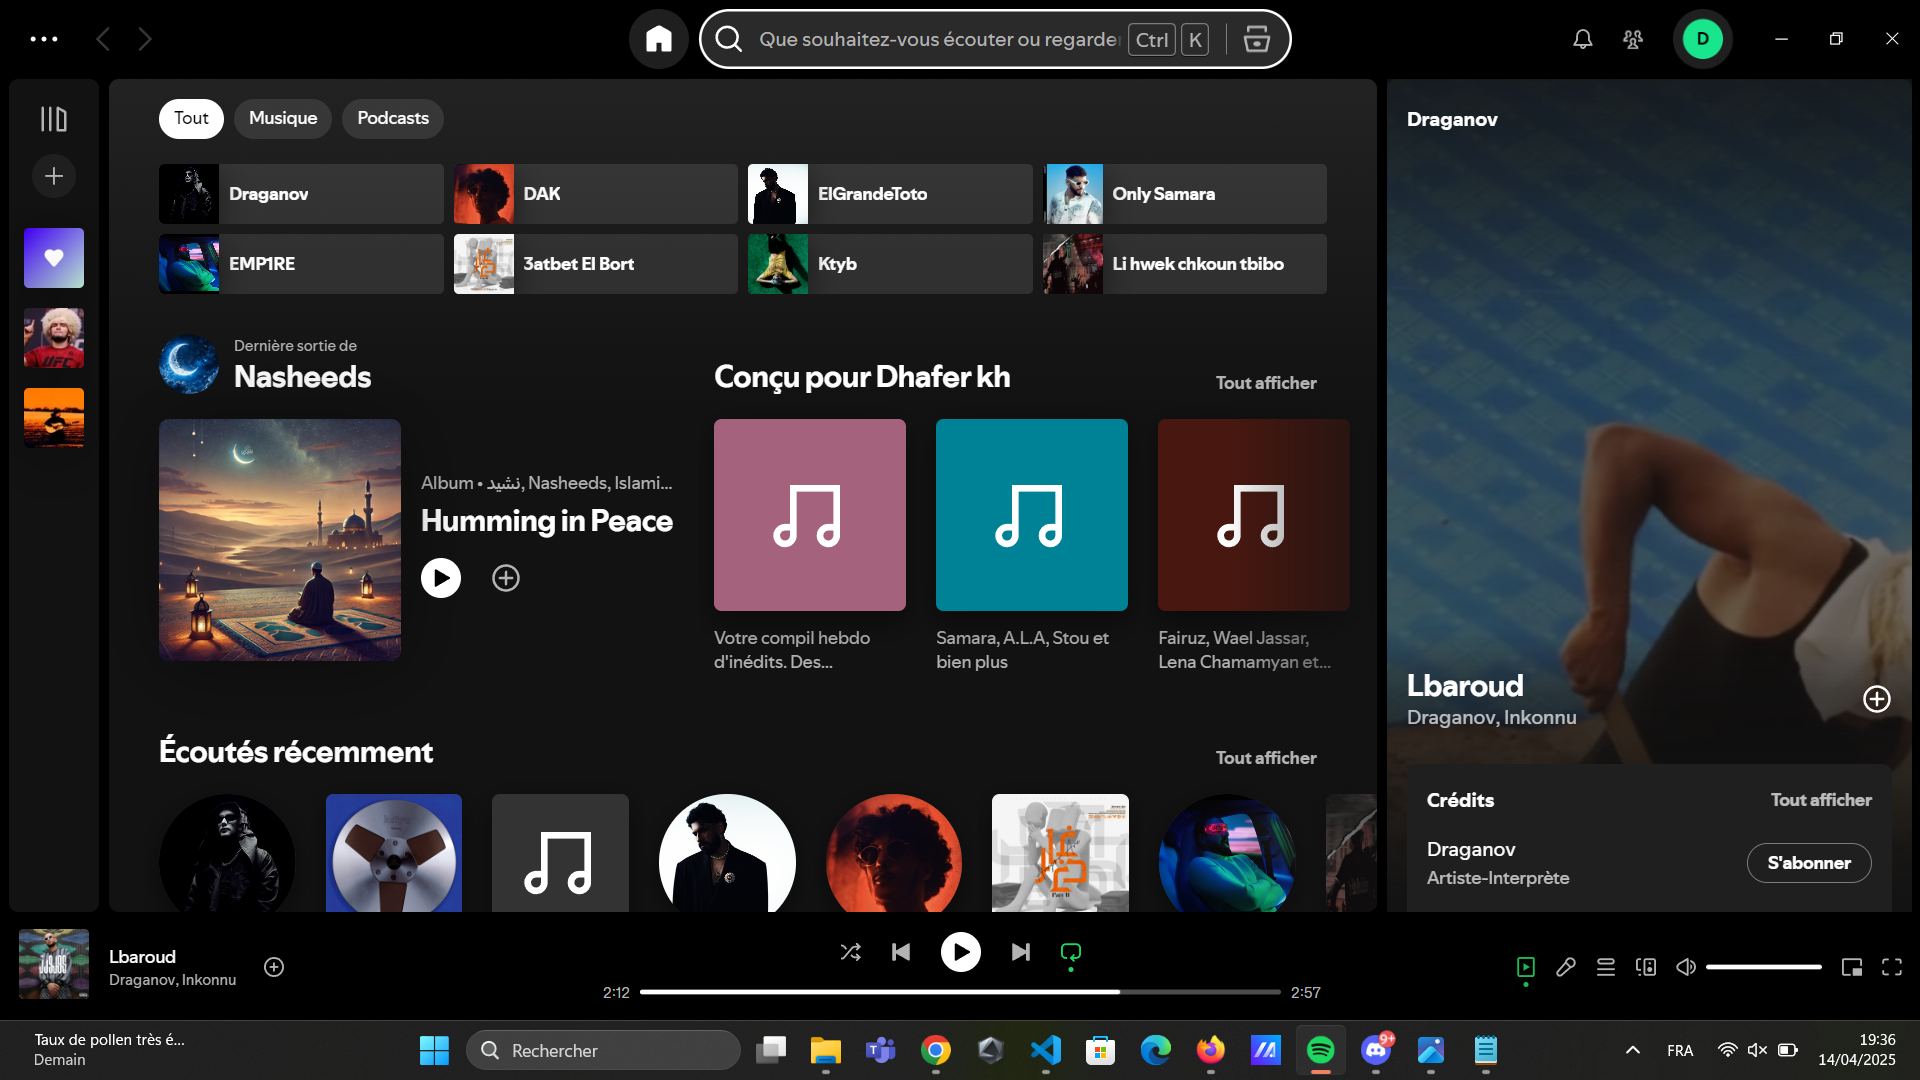 Que souhaitez-vous écouter ou regarder
Ctrl
K
D
Tout
Musique
Podcasts
Draganov
DAK
ElGrandeToto
Only Samara
EMP1RE
3atbet El Bort
Ktyb
Li hwek chkoun tbibo
Dernière sortie de
Nasheeds
Album • نشيد, Nasheeds, Islami...
Humming in Peace
Conçu pour Dhafer kh
Tout afficher
Votre compil hebdo
d'inédits. Des...
Samara, A.L.A, Stou et
bien plus
Fairuz, Wael Jassar,
Lena Chamamyan et...
Écoutés récemment
Tout afficher
Draganov
Lbaroud
Draganov, Inkonnu
Crédits
Tout afficher
Draganov
Artiste-Interprète
S'abonner
Lbaroud
Draganov, Inkonnu
2:12
2:57
Taux de pollen très é...
Demain
Rechercher
9+
FRA
19:36
14/04/2025